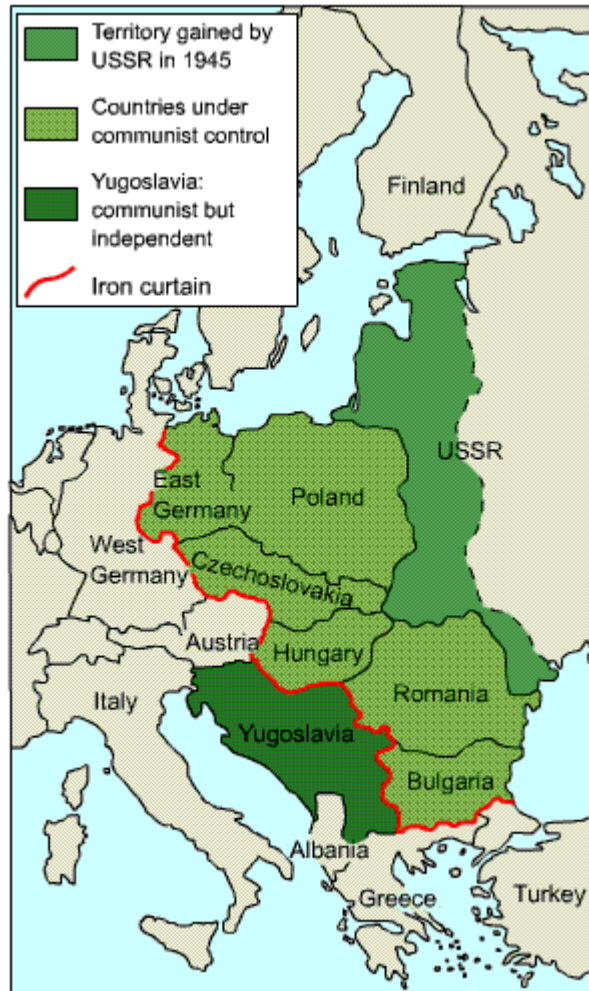 Territory gained by
USSR in 1945
Countries under
communist control
Yugoslavia:
communist but
independent
Iron curtain
Finland
USSR
East
Germany
Poland
West
Germany
Czechoslovakia
Austria
Hungary
Romania
Italy
Yugoslavia
Bulgaria
Albania
Greece
Turkey